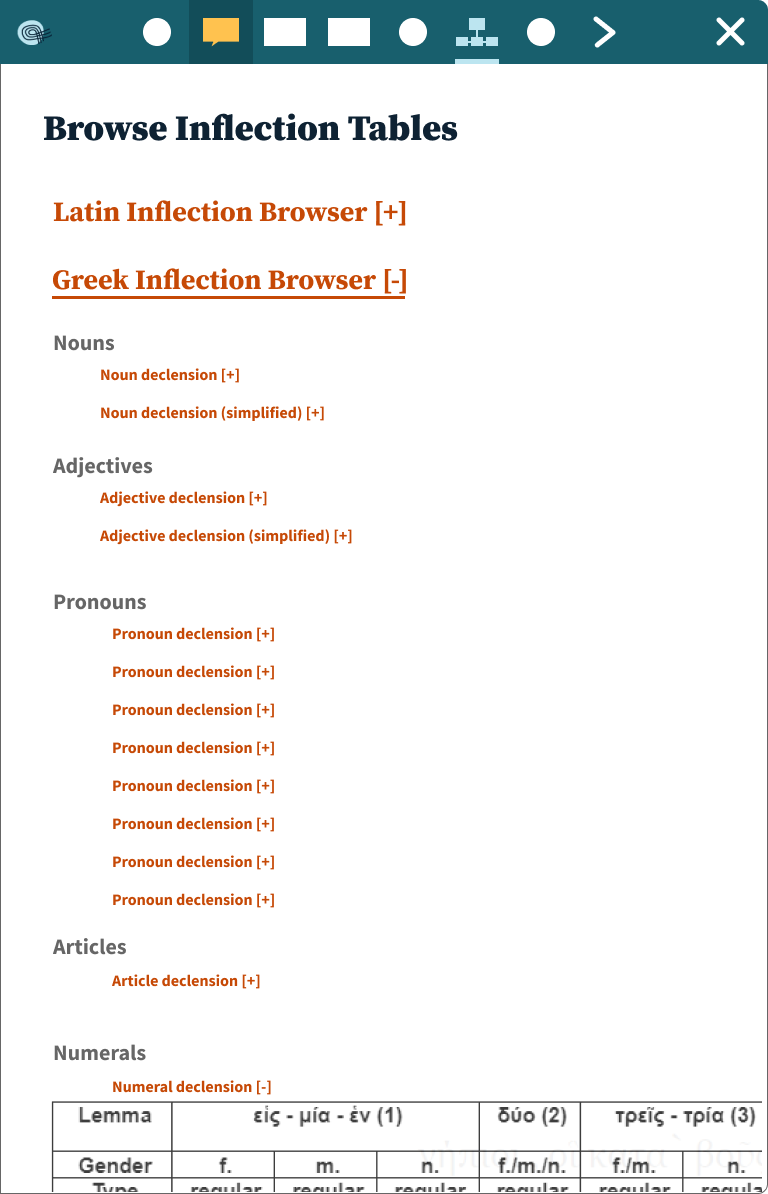 Browse Inflection Tables
Latin Inflection Browser [+]
Greek Inflection Browser [-]
Nouns
Noun declension [+]
Noun declension (simplified) [+]
Adjectives
Adjective declension [+]
Adjective declension (simplified) [+]
Pronouns
Pronoun declension [+]
Pronoun declension [+]
Pronoun declension [+]
Pronoun declension [+]
Pronoun declension [+]
Pronoun declension [+]
Pronoun declension [+]
Pronoun declension [+]
Articles
Article declension [+]
Numerals
Numeral declension [-]
Lemma εἰς - μία - ἑν (1) δύο (2) τρεῖς - τρία (3)
Gender f. m. n. f./m./n. f./m. n.
Type regular regular regular regular regular